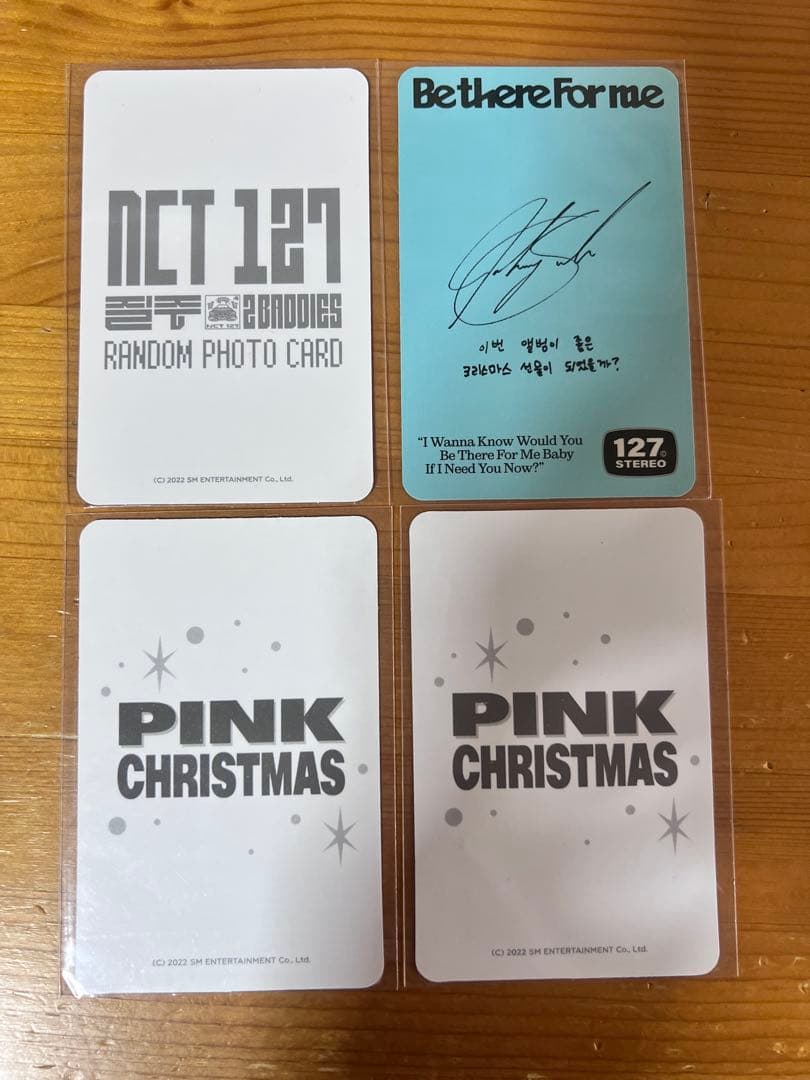 NCT 127
질주 NCT 127 2 BADDIES
RANDOM PHOTO CARD
(C) 2022 SM ENTERTAINMENT Co., Ltd.
Be there For me
이번 앨범이 좋은
크리스마스 선물이 되었을까?
"I Wanna Know Would You
Be There For Me Baby
If I Need You Now?"
127©
STEREO
PINK
CHRISTMAS
(C) 2022 SM ENTERTAINMENT Co., Ltd.
PINK
CHRISTMAS
(C) 2022 SM ENTERTAINMENT Co., Ltd.